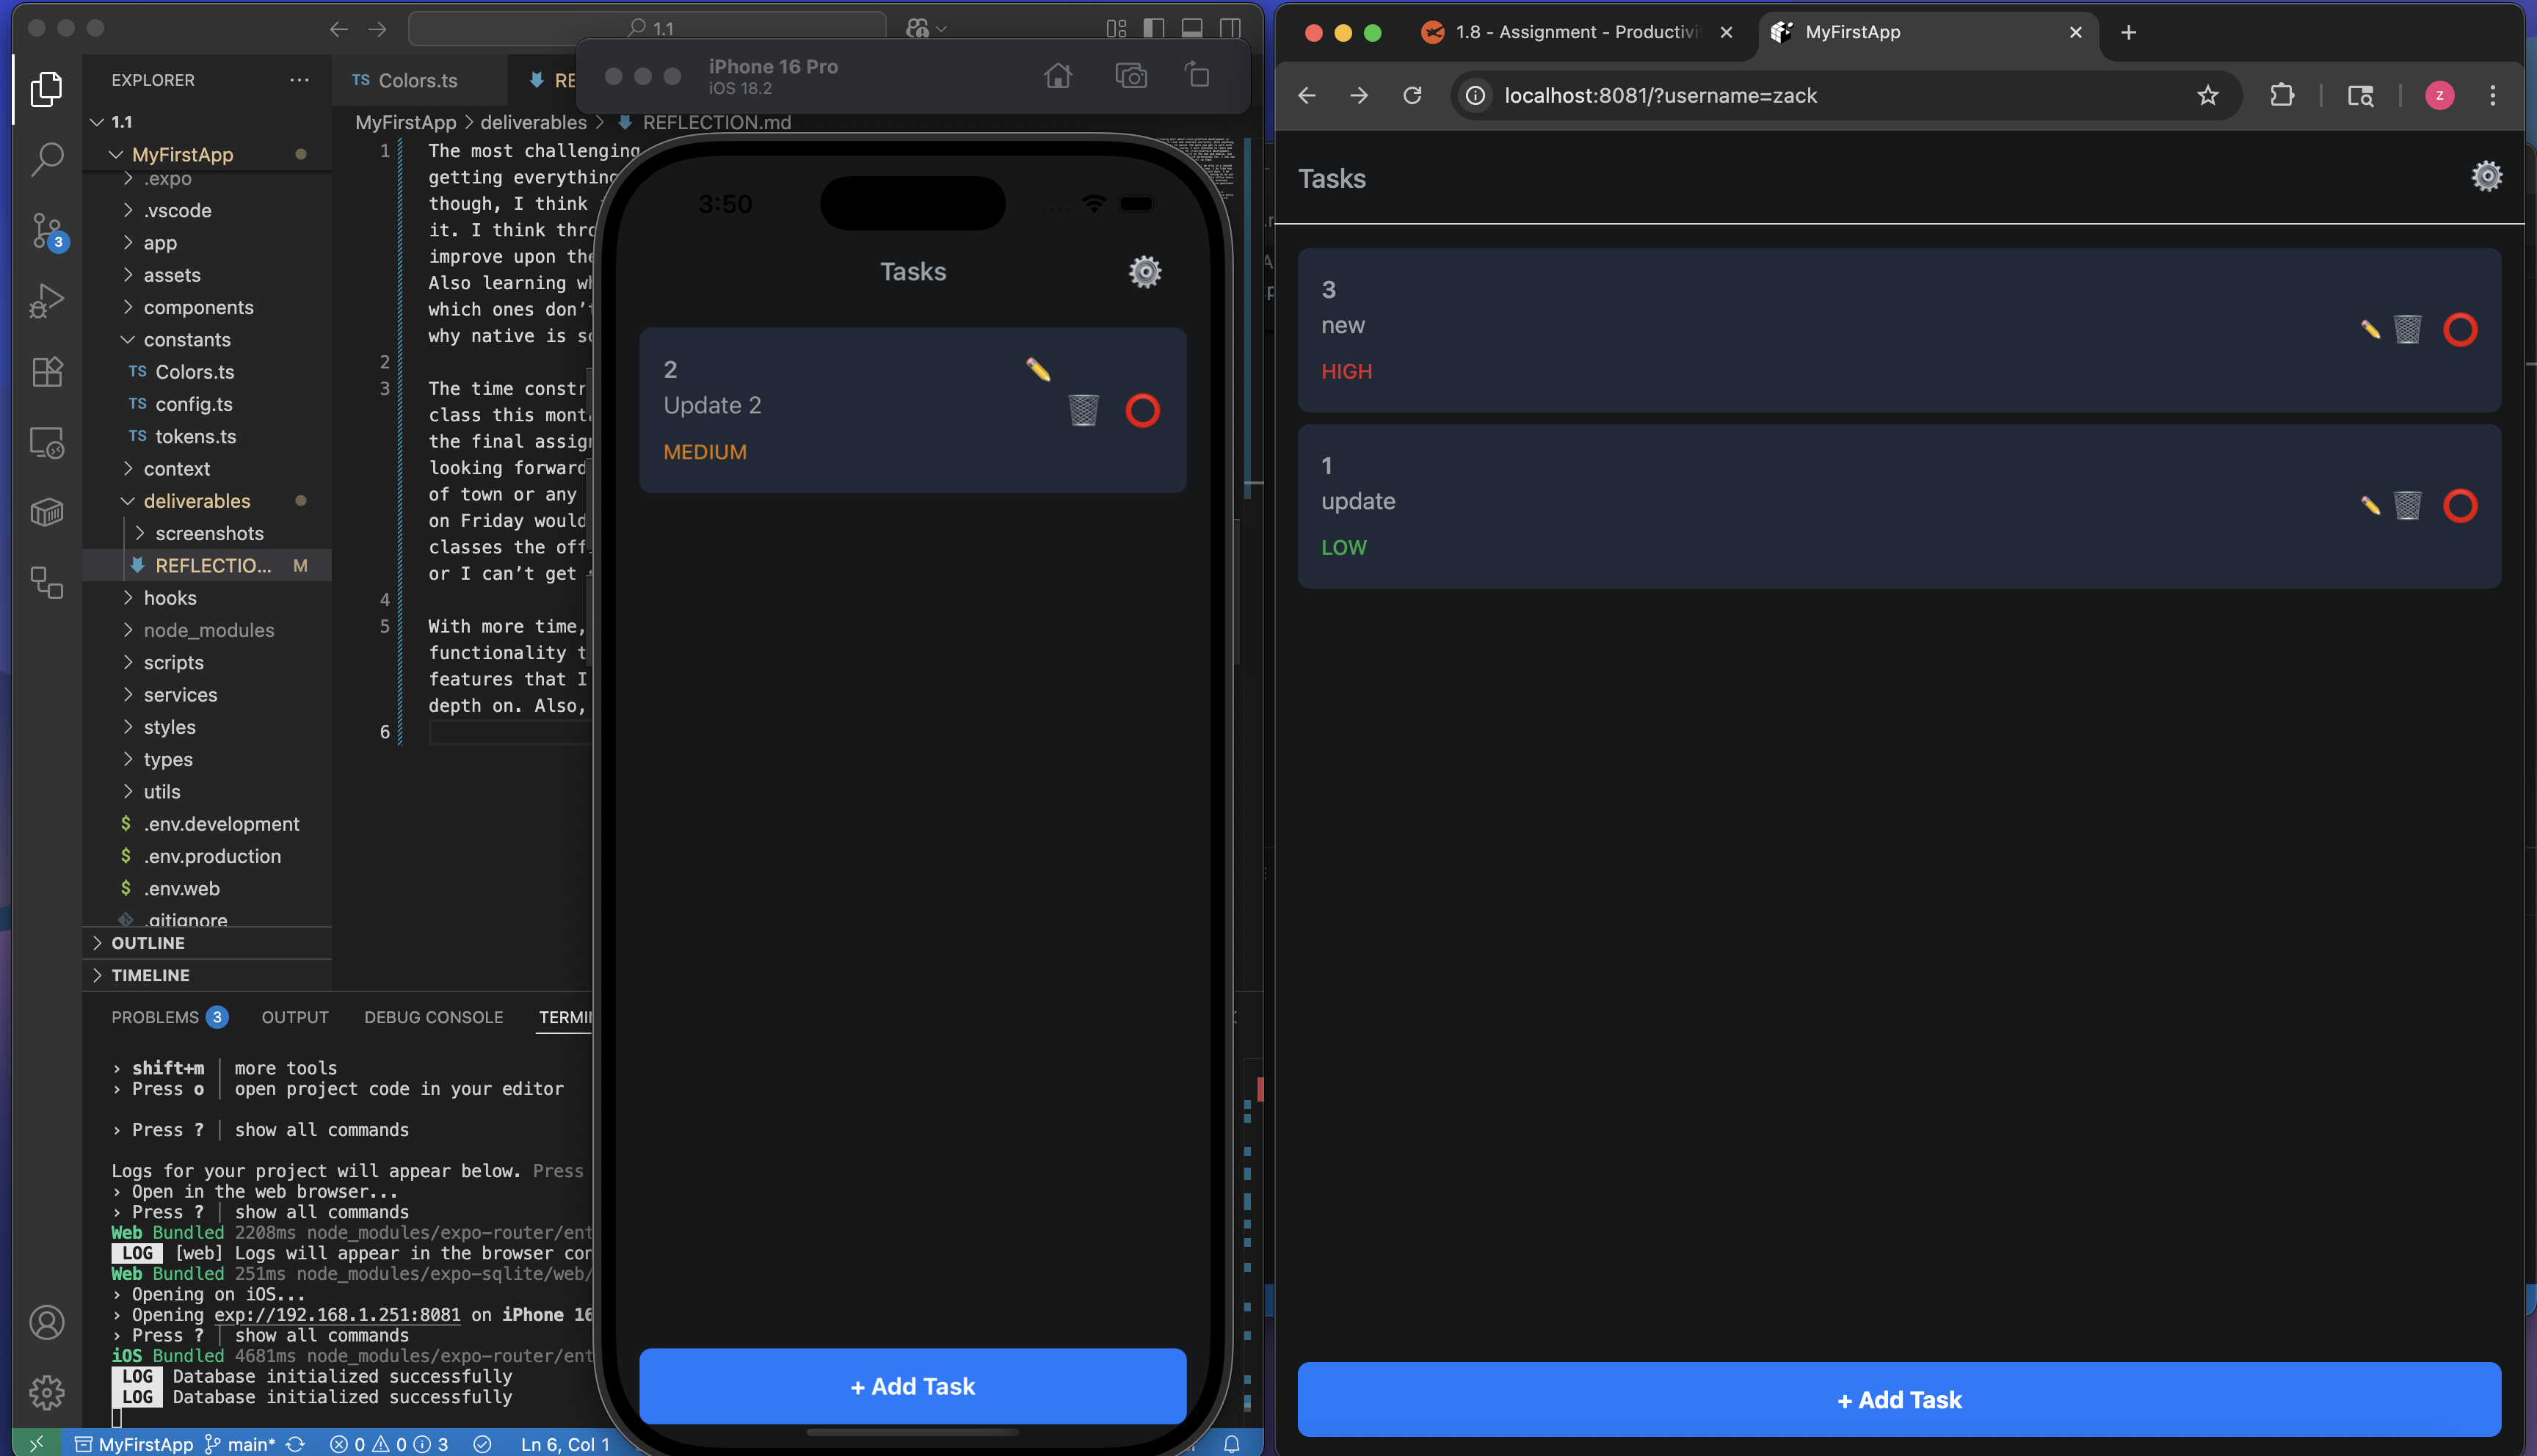 1.1
EXPLORER
1.1
MyFirstApp
.expo
.vscode
app
assets
components
constants
TS Colors.ts
TS config.ts
TS tokens.ts
context
deliverables
screenshots
REFLECTIO... M
hooks
node_modules
scripts
services
styles
types
utils
$ .env.development
$ .env.production
$ .env.web
.gitignore
OUTLINE
TIMELINE
3
TS Colors.ts
RE
MyFirstApp > deliverables > REFLECTION.md
1 The most challenging
getting everything
though, I think
it. I think thro
improve upon the
Also learning wh
which ones don't
why native is so
2
3 The time constr
class this mont
the final assign
looking forward
of town or any
on Friday would
classes the off
or I can't get
4
5 With more time,
functionality t
features that I
depth on. Also,
6
PROBLEMS 3 OUTPUT DEBUG CONSOLE TERMIN
› shift+m │ more tools
› Press o │ open project code in your editor
› Press ? │ show all commands
Logs for your project will appear below. Press
› Open in the web browser...
› Press ? │ show all commands
Web Bundled 2208ms node_modules/expo-router/ent
LOG [web] Logs will appear in the browser con
Web Bundled 251ms node_modules/expo-sqlite/web/
› Opening on iOS...
› Opening exp://192.168.1.251:8081 on iPhone 16
› Press ? │ show all commands
iOS Bundled 4681ms node_modules/expo-router/ent
LOG Database initialized successfully
LOG Database initialized successfully
MyFirstApp main* 0 0 3 Ln 6, Col 1
iPhone 16 Pro
iOS 18.2
3:50
Tasks
2
Update 2
MEDIUM
+ Add Task
1.8 - Assignment - Productivi
MyFirstApp
localhost:8081/?username=zack
z
Tasks
3
new
HIGH
1
update
LOW
+ Add Task